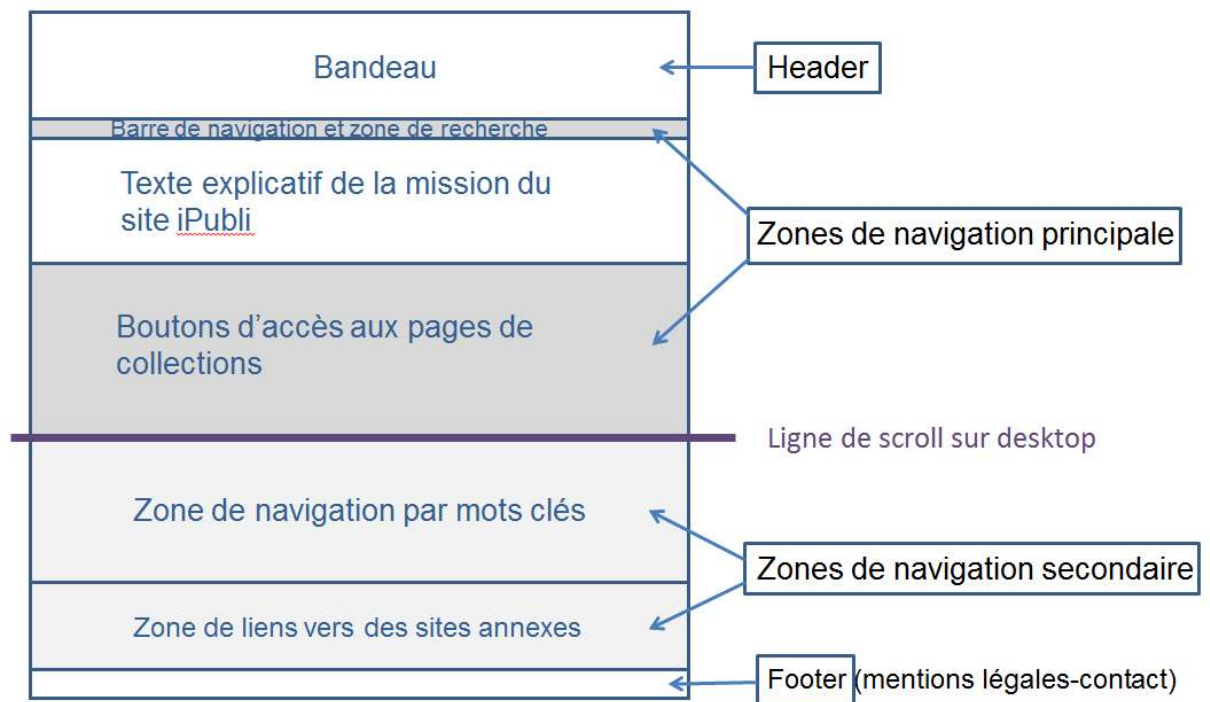 Bandeau
Header
Barre de navigation et zone de recherche
Texte explicatif de la mission du
site iPubli
Zones de navigation principale
Boutons d’accès aux pages de
collections
Ligne de scroll sur desktop
Zone de navigation par mots clés
Zones de navigation secondaire
Zone de liens vers des sites annexes
Footer (mentions légales-contact)